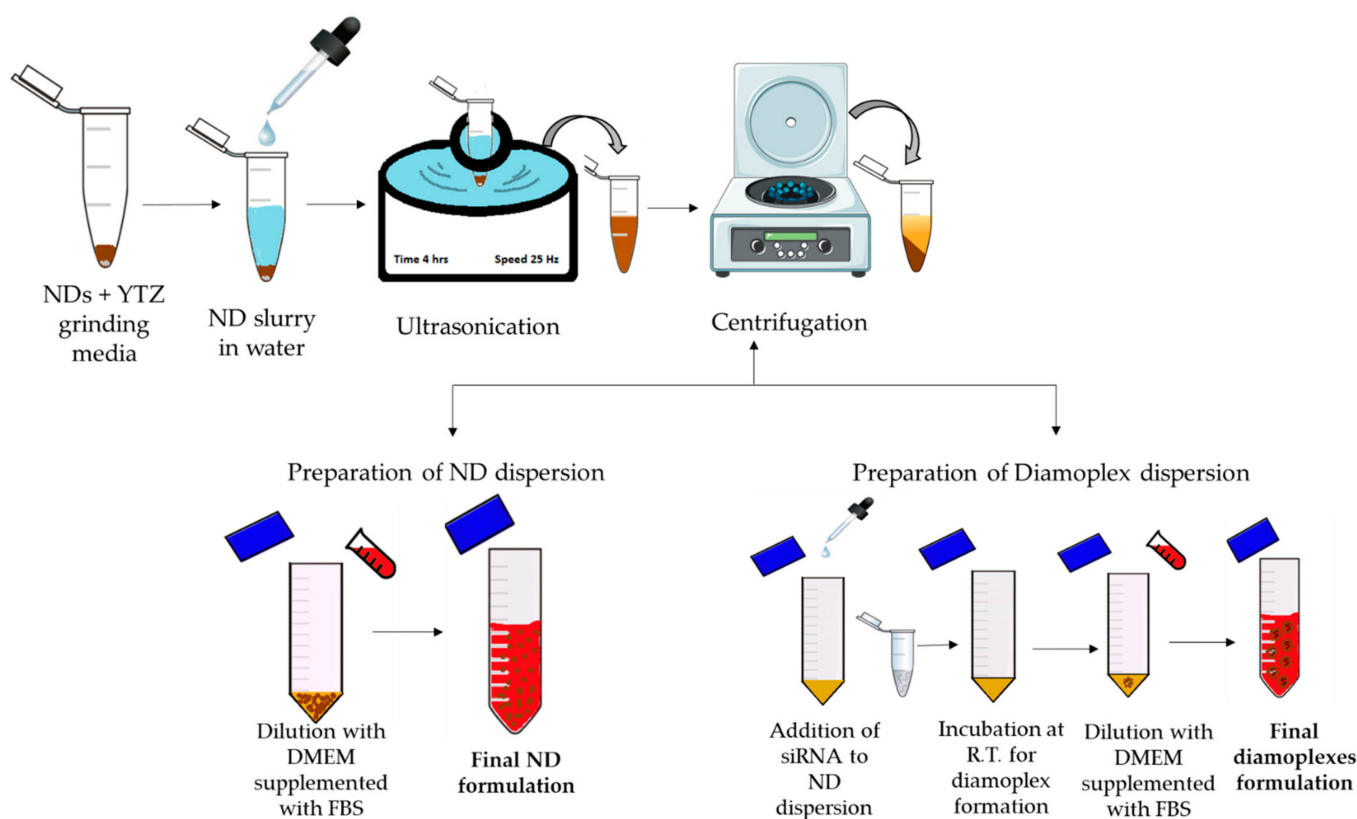 Time 4 hrs
Speed 25 Hz
NDs + YTZ
grinding
media
ND slurry
in water
Ultrasonication
Centrifugation
Preparation of ND dispersion
Preparation of Diamoplex dispersion
Dilution with
DMEM
supplemented
with FBS
Final ND
formulation
Addition of
siRNA to
ND
dispersion
Incubation at
R.T. for
diamoplex
formation
Dilution with
DMEM
supplemented
with FBS
Final
diamoplexes
formulation